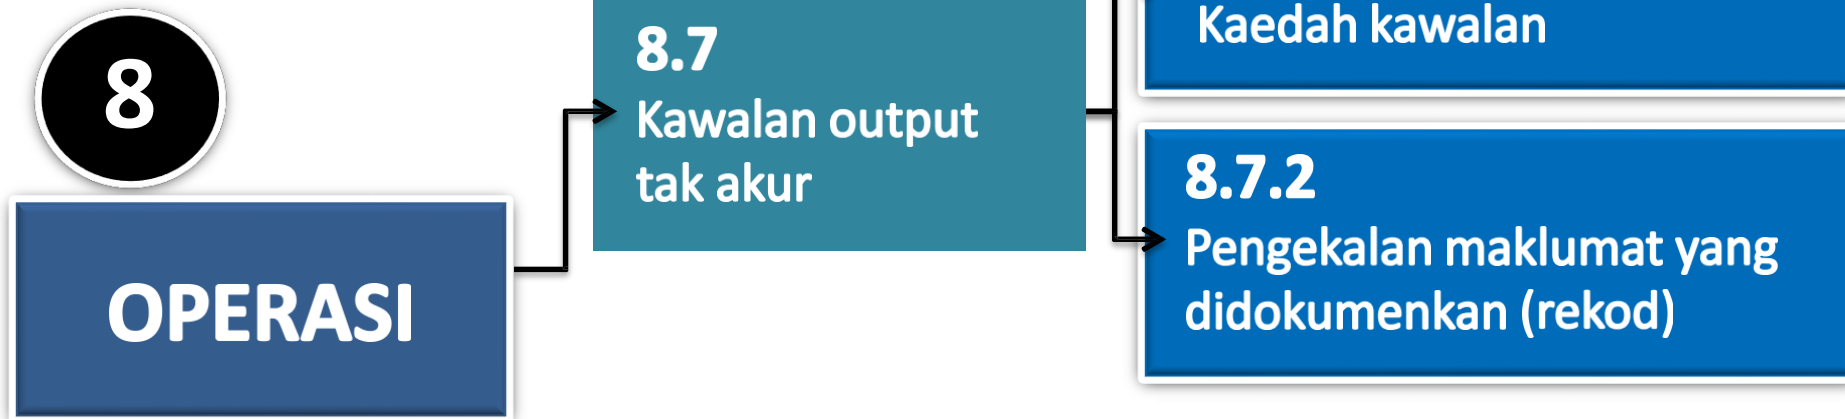 8
OPERASI
8.7
Kawalan output
tak akur
Kaedah kawalan
8.7.2
Pengekalan maklumat yang
didokumenkan (rekod)